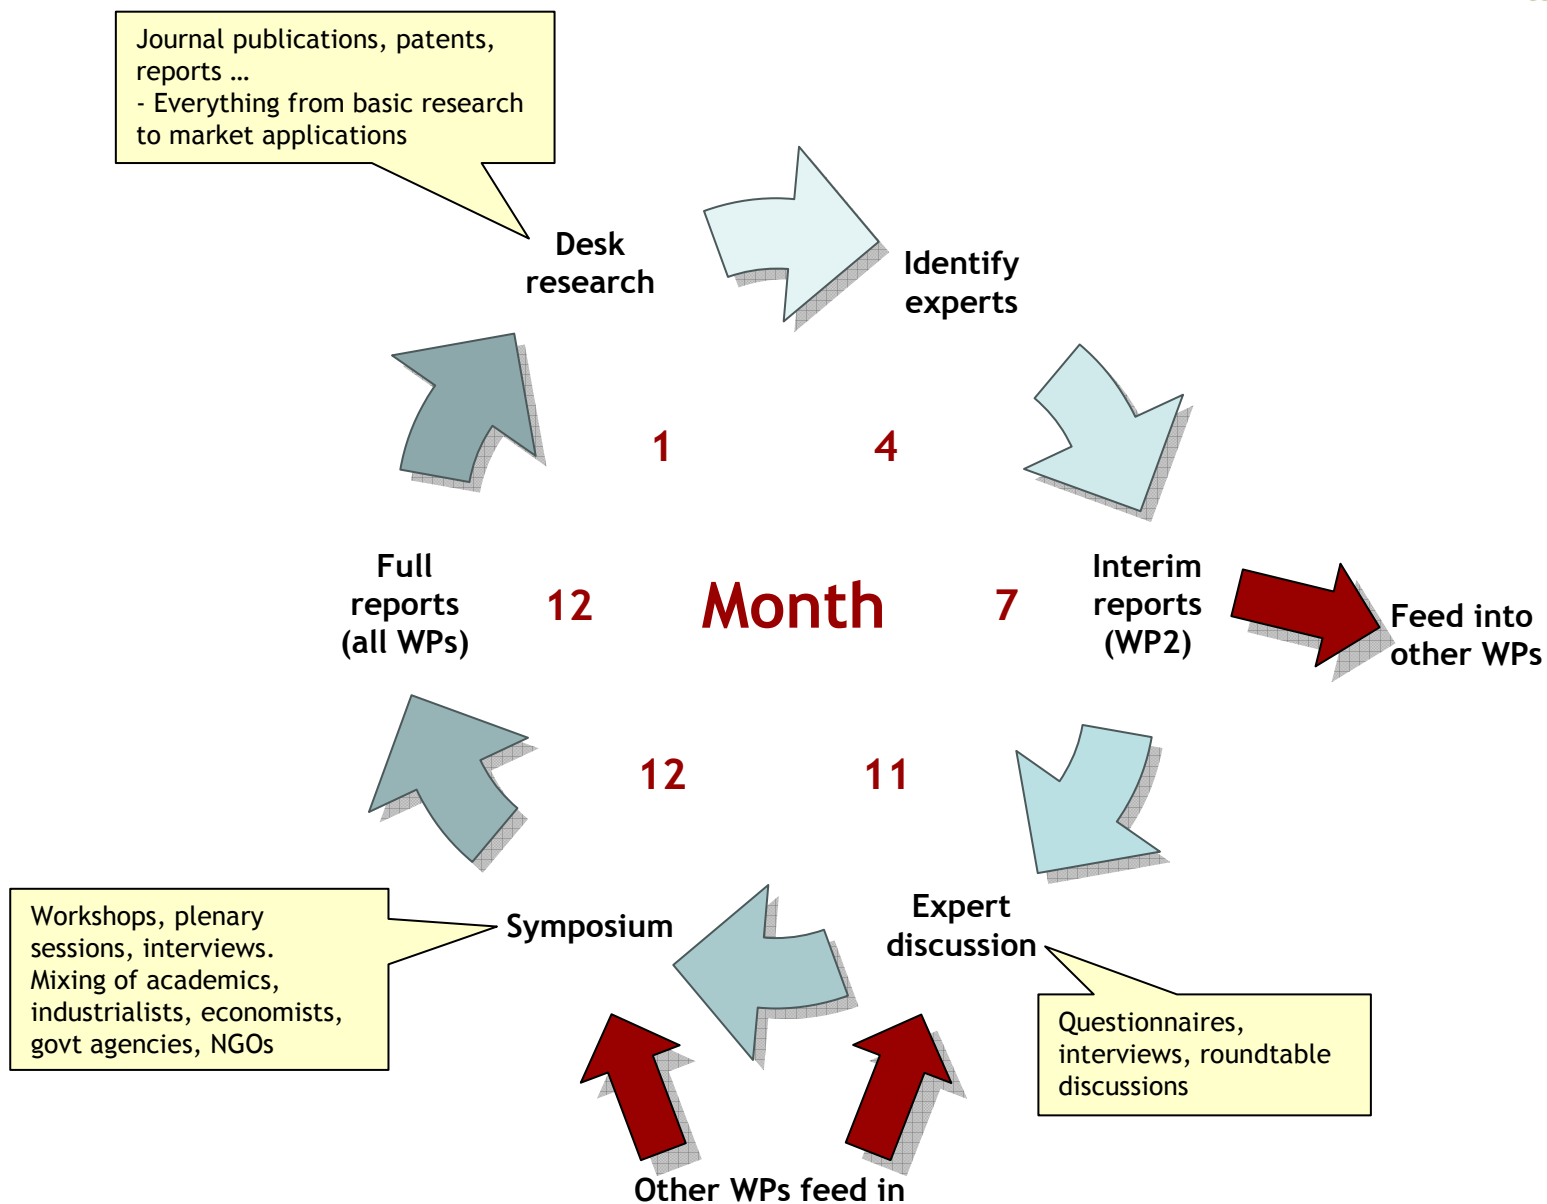 Journal publications, patents,
reports …
- Everything from basic research
to market applications
Desk
research
Identify
experts
1
4
Full
reports
(all WPs)
12
Month
7
Interim
reports
(WP2)
Feed into
other WPs
12
11
Workshops, plenary
sessions, interviews.
Mixing of academics,
industrialists, economists,
govt agencies, NGOs
Symposium
Expert
discussion
Questionnaires,
interviews, roundtable
discussions
Other WPs feed in